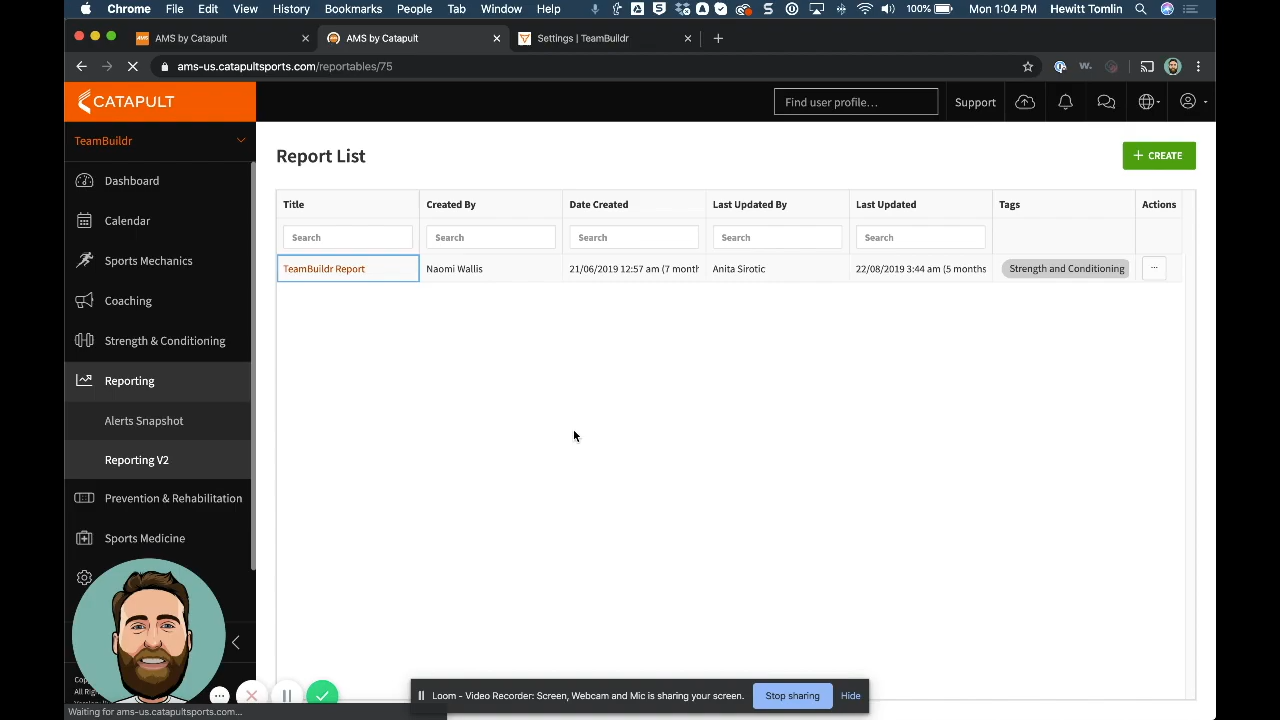 Chrome File Edit View History Bookmarks People Tab Window Help 100% Mon 1:04 PM Hewitt Tomlin
AMS by Catapult AMS by Catapult Settings | TeamBuildr
ams-us.catapultsports.com/reportables/75
CATAPULT Find user profile... Support
TeamBuildr
Report List + CREATE
Dashboard
Title Created By Date Created Last Updated By Last Updated Tags Actions
Calendar
Search Search Search Search Search
Sports Mechanics
TeamBuildr Report Naomi Wallis 21/06/2019 12:57 am (7 month Anita Sirotic 22/08/2019 3:44 am (5 months Strength and Conditioning ...
Coaching
Strength & Conditioning
Reporting
Alerts Snapshot
Reporting V2
Prevention & Rehabilitation
Sports Medicine
Loom - Video Recorder: Screen, Webcam and Mic is sharing your screen. Stop sharing Hide
Waiting for ams-us.catapultsports.com...